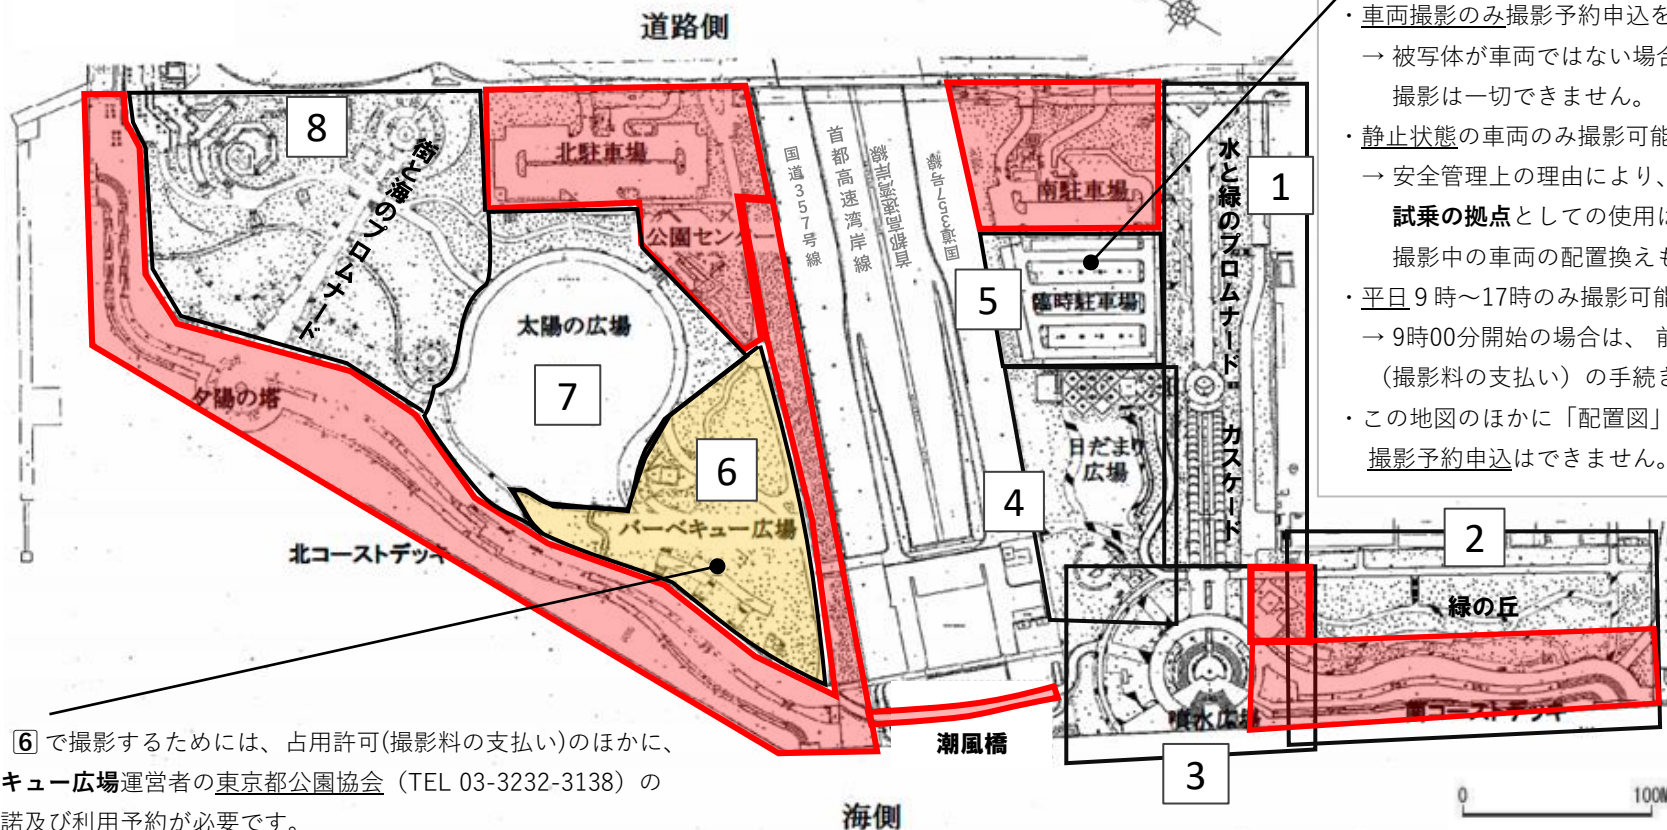 道路側
・車両撮影のみ撮影予約申込を
→ 被写体が車両ではない場合
撮影は一切できません。
・静止状態の車両のみ撮影可能
→ 安全管理上の理由により、
試乗の拠点としての使用に
撮影中の車両の配置換えも
・平日９時～17時のみ撮影可能
→ 9時00分開始の場合は、 前
（撮影料の支払い）の手続き
・この地図のほかに「配置図」
撮影予約申込はできません。
8
街と海のプロムナード
北駐車場
公園センター
国道357号線
首都高速湾岸線
首都高速湾岸線
国道357号線
南駐車場
水と緑のプロムナード
1
5
臨時駐車場
太陽の広場
7
夕陽の塔
6
バーベキュー広場
4
日だまり
広場
カスケード
2
緑の丘
北コーストデッキ
噴水広場
南コーストデッキ
潮風橋
3
6 で撮影するためには、占用許可(撮影料の支払い)のほかに、
キュー広場運営者の東京都公園協会（TEL 03-3232-3138）の
諾及び利用予約が必要です。
海側
0
100M